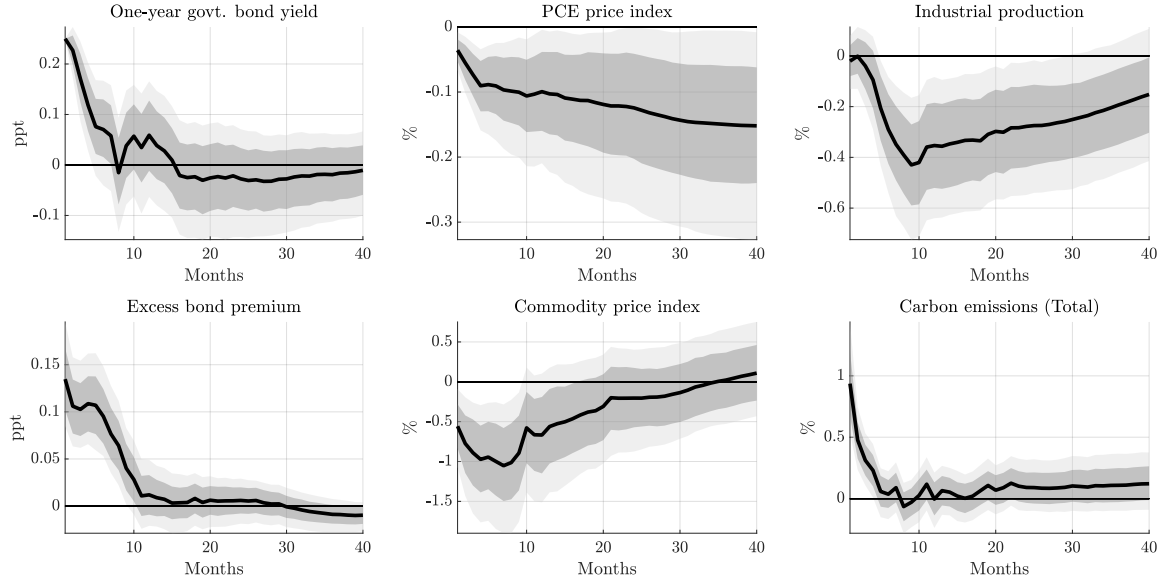 One-year govt. bond yield
ppt
0.2
0.1
0
-0.1
10 20 30 40
Months
PCE price index
%
0
-0.1
-0.2
-0.3
10 20 30 40
Months
Industrial production
%
0
-0.2
-0.4
-0.6
10 20 30 40
Months
Excess bond premium
ppt
0.15
0.1
0.05
0
10 20 30 40
Months
Commodity price index
%
0.5
0
-0.5
-1
-1.5
10 20 30 40
Months
Carbon emissions (Total)
%
1
0.5
0
10 20 30 40
Months